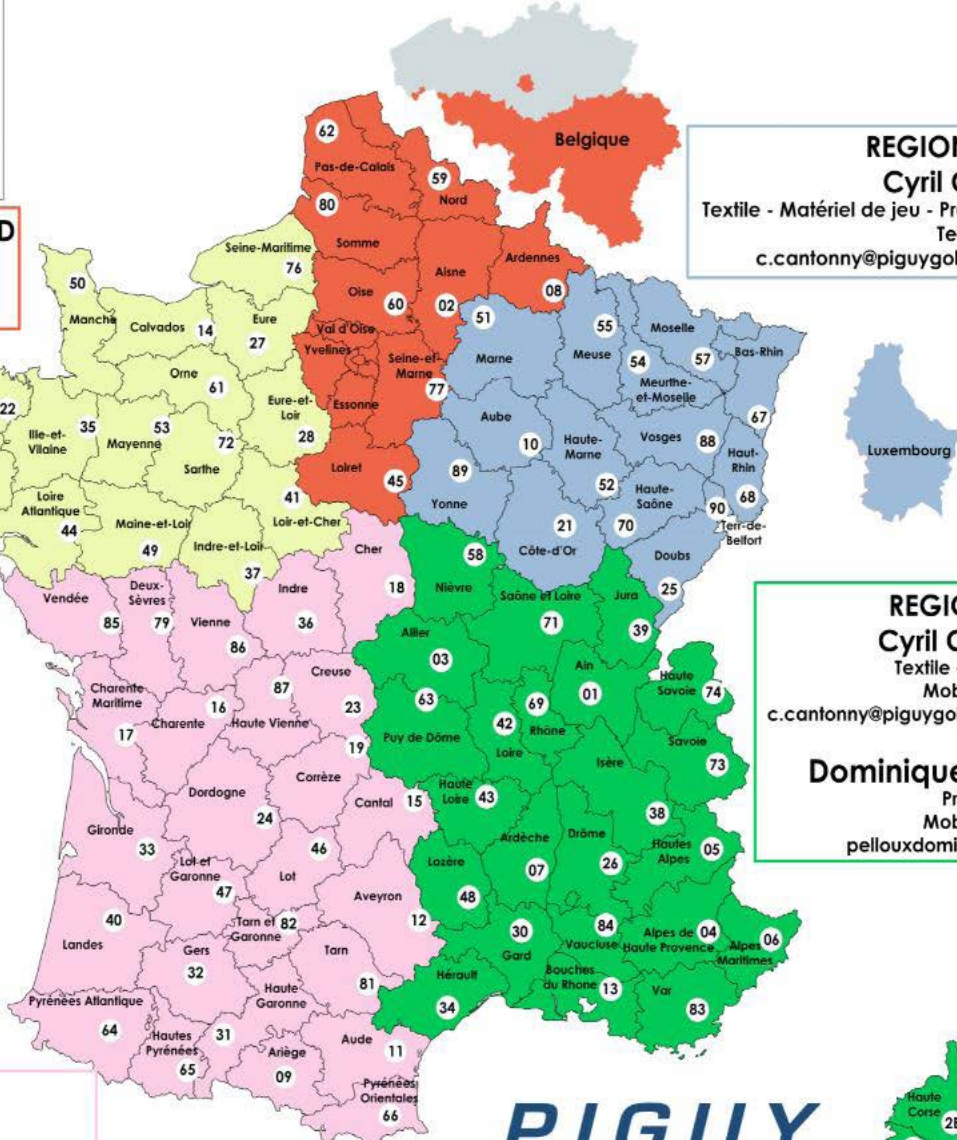 Belgique
62
Pas-de-Calais
59
Nord
80
Somme
REGION
Cyril
Textile - Matériel de jeu -
c.cantonny@piguygol
D
Seine-Maritime
76
Aisne
Ardennes
08
Oise
60
02
50
Manche
Calvados
14
Eure
27
Val d'Oise
Yvelines
51
55
Moselle
Seine-et-
Marne
77
Marne
Meuse
54
57
Bas-Rhin
Orne
61
Essonne
Meurthe-
et-Moselle
22
Ille-et-
Vilaine
35
53
Mayenne
72
Sarthe
Eure-et-
Loir
28
Aube
10
Haute-
Marne
Vosges
88
67
Haut-
Rhin
Luxembourg
Loiret
45
89
Yonne
52
Haute-
Saône
68
90
Terr-de-
Belfort
Loire
Atlantique
44
Maine-et-Loir
49
Indre-et-Loir
37
41
Loir-et-Cher
21
Côte-d'Or
70
Doubs
25
Cher
18
58
Nièvre
Saône et Loire
71
Jura
39
Vendée
85
Deux-
Sèvres
79
Vienne
86
Indre
36
Allier
03
Ain
01
Haute
Savoie
74
Cyril
Textile
c.cantonny@piguygol
Charente
Maritime
17
16
Charente
87
Haute Vienne
Creuse
23
19
63
Puy de Dôme
42
Loire
69
Rhône
Savoie
73
Isère
38
Dominique
Gironde
33
Dordogne
24
Corrèze
Cantal
15
Haute
Loire
43
Ardèche
07
Drôme
26
Hautes
Alpes
05
Lot et
Garonne
47
46
Lot
Aveyron
12
Lozère
48
40
Landes
Tarn et
Garonne
82
Tarn
81
30
Gard
84
Vaucluse
Alpes de
Haute Provence
04
Alpes
Maritimes
06
Gers
32
Haute
Garonne
31
Hérault
34
Bouches
du Rhone
13
Var
83
Pyrénées Atlantique
64
Hautes
Pyrénées
65
Ariège
09
Aude
11
Pyrénées
Orientales
66
PIGUY
Haute
Corse